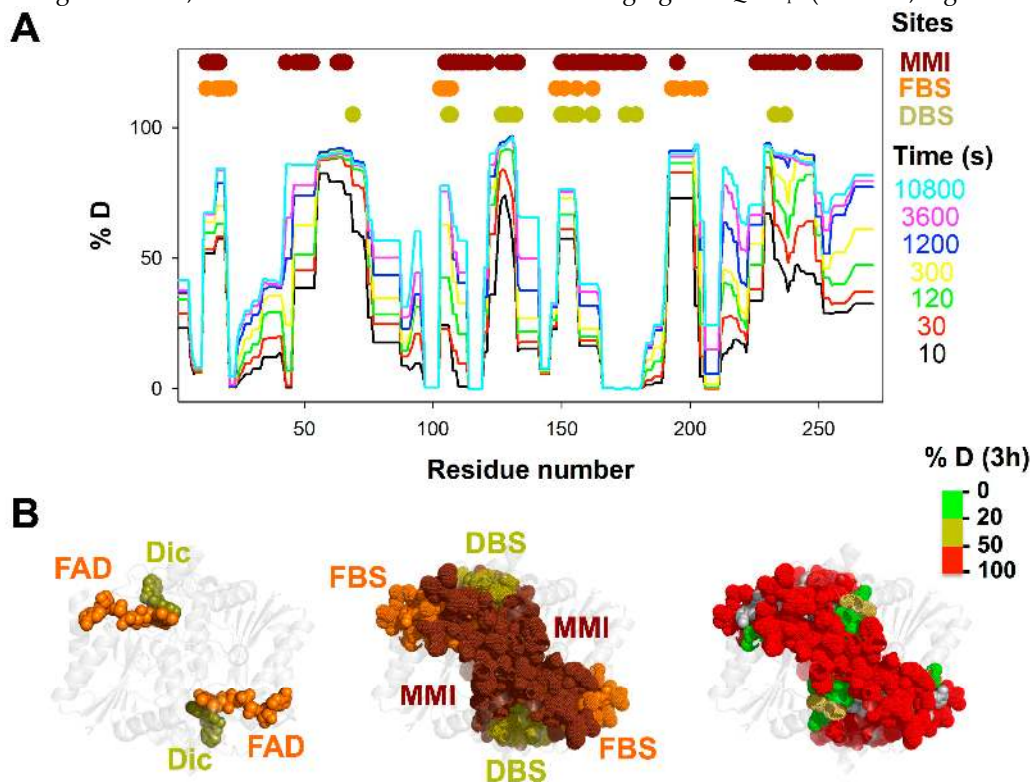 A
Sites
MMI
FBS
DBS
Time (s)
10800
3600
1200
300
120
30
10
% D
100
50
0
50
100
150
200
250
Residue number
% D (3h)
0
20
50
100
B
FAD
Dic
Dic
FAD
DBS
FBS
MMI
MMI
FBS
DBS